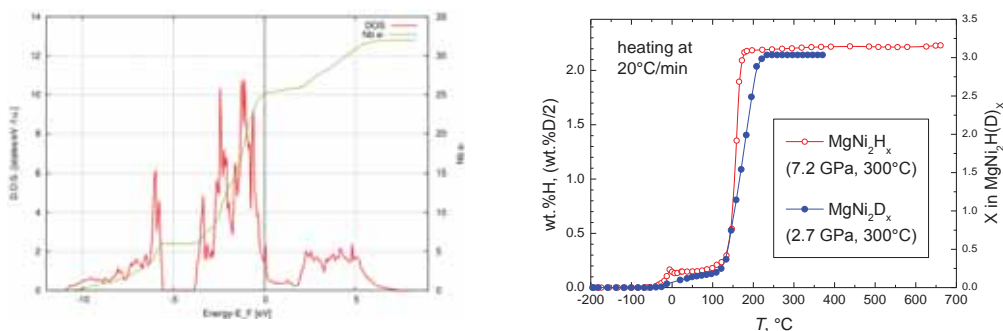 14
12
10
8
6
4
2
0
DOS
Nb e
35
30
25
20
15
10
5
0
-10
-5
0
5
Energy-E_F [eV]
Nb e
heating at
20°C/min
wt.%H, (wt.%D/2)
2.0
1.5
1.0
0.5
0.0
MgNi2Hx
(7.2 GPa, 300°C)
MgNi2Dx
(2.7 GPa, 300°C)
3.5
3.0
2.5
2.0
1.5
1.0
0.5
0.0
X in MgNi2H(D)x
-200 -100 0 100 200 300 400 500 600 700
T, °C